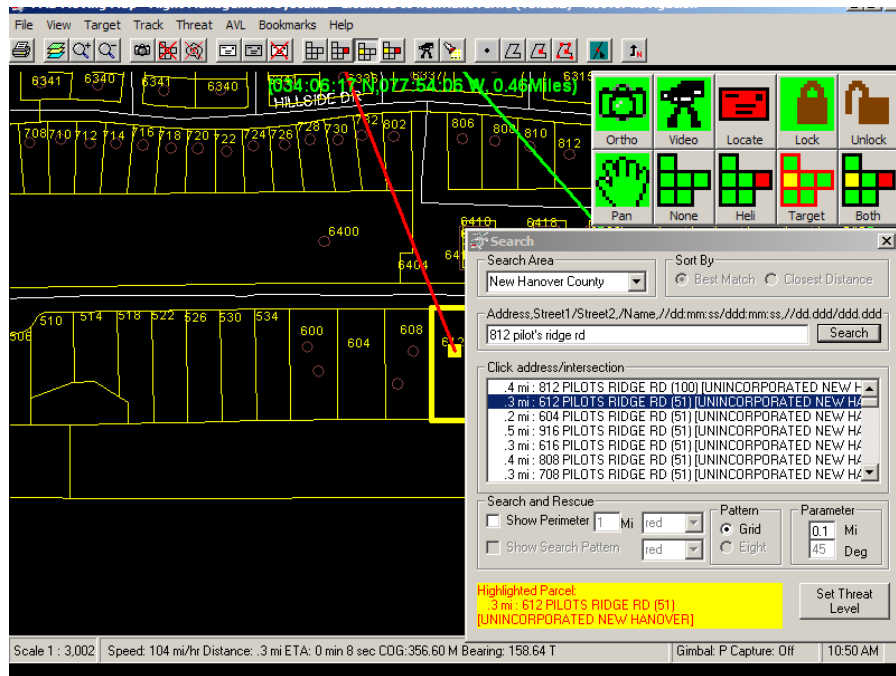 File View Target Track Threat AVL Bookmarks Help
6341 6340 6341 6340 6336 6337 6315
(034:06:17 N,077:54:06 W, 0.46Miles)
HILLSIDE DR
708 710 712 714 716 718 720 722 724 726 728 730 732 802 806 808 810 812
Ortho Video Locate Lock Unlock
Pan None Heli Target Both
6400 6404 6410 6418
510 514 518 522 526 530 534 600 604 608 612
506
Search
Search Area
New Hanover County
Sort By
Best Match Closest Distance
Address,Street1/Street2,/Name,//dd:mm:ss/ddd:mm:ss,//dd.ddd/ddd.ddd
812 pilot's ridge rd Search
Click address/intersection
.4 mi : 812 PILOTS RIDGE RD (100) [UNINCORPORATED NEW H
.3 mi : 612 PILOTS RIDGE RD (51) [UNINCORPORATED NEW HA
.2 mi : 604 PILOTS RIDGE RD (51) [UNINCORPORATED NEW HA
.5 mi : 916 PILOTS RIDGE RD (51) [UNINCORPORATED NEW HA
.3 mi : 616 PILOTS RIDGE RD (51) [UNINCORPORATED NEW HA
.4 mi : 808 PILOTS RIDGE RD (51) [UNINCORPORATED NEW HA
.3 mi : 708 PILOTS RIDGE RD (51) [UNINCORPORATED NEW HA
Search and Rescue
Show Perimeter 1 Mi red
Show Search Pattern red
Pattern
Grid
Eight
Parameter
0.1 Mi
45 Deg
Highlighted Parcel:
.3 mi : 612 PILOTS RIDGE RD (51)
[UNINCORPORATED NEW HANOVER]
Set Threat
Level
Scale 1 : 3,002 Speed: 104 mi/hr Distance: .3 mi ETA: 0 min 8 sec COG:356.60 M Bearing: 158.64 T Gimbal: P Capture: Off 10:50 AM